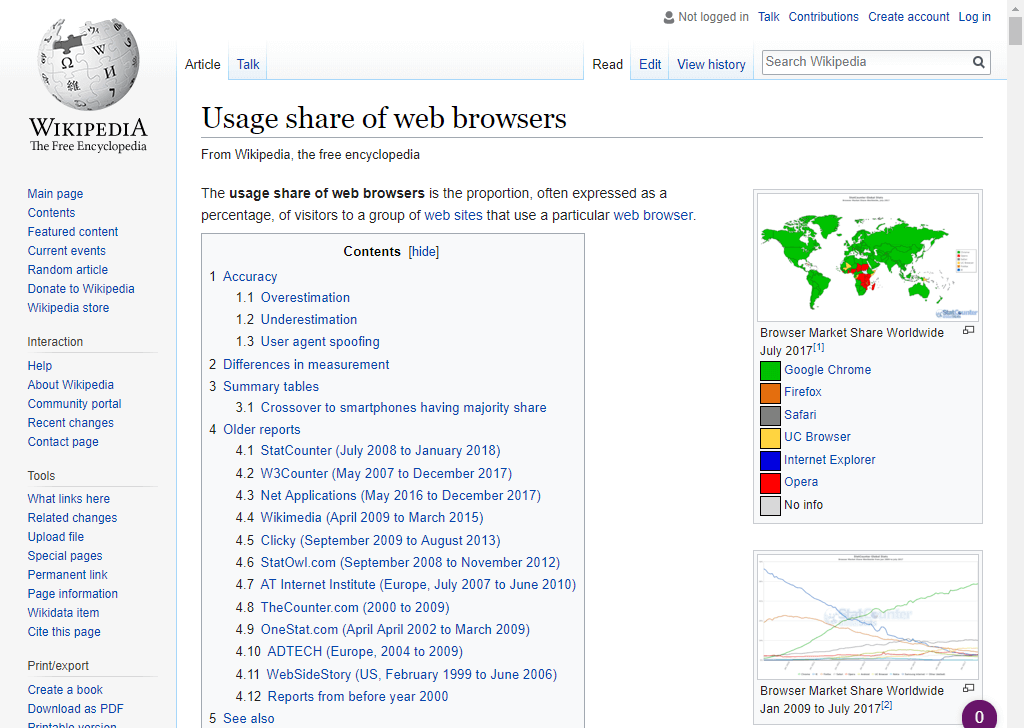 Not logged in Talk Contributions Create account Log in
Article Talk Read Edit View history Search Wikipedia
WIKIPEDIA
The Free Encyclopedia
Main page
Contents
Featured content
Current events
Random article
Donate to Wikipedia
Wikipedia store
Interaction
Help
About Wikipedia
Community portal
Recent changes
Contact page
Tools
What links here
Related changes
Upload file
Special pages
Permanent link
Page information
Wikidata item
Cite this page
Print/export
Create a book
Download as PDF
Printable version
Usage share of web browsers
From Wikipedia, the free encyclopedia
The usage share of web browsers is the proportion, often expressed as a
percentage, of visitors to a group of web sites that use a particular web browser.
Contents [hide]
1 Accuracy
1.1 Overestimation
1.2 Underestimation
1.3 User agent spoofing
2 Differences in measurement
3 Summary tables
3.1 Crossover to smartphones having majority share
4 Older reports
4.1 StatCounter (July 2008 to January 2018)
4.2 W3Counter (May 2007 to December 2017)
4.3 Net Applications (May 2016 to December 2017)
4.4 Wikimedia (April 2009 to March 2015)
4.5 Clicky (September 2009 to August 2013)
4.6 StatOwl.com (September 2008 to November 2012)
4.7 AT Internet Institute (Europe, July 2007 to June 2010)
4.8 TheCounter.com (2000 to 2009)
4.9 OneStat.com (April April 2002 to March 2009)
4.10 ADTECH (Europe, 2004 to 2009)
4.11 WebSideStory (US, February 1999 to June 2006)
4.12 Reports from before year 2000
5 See also
StatCounter
Browser Market Share Worldwide
July 2017[1]
Google Chrome
Firefox
Safari
UC Browser
Internet Explorer
Opera
No info
StatCounter
Browser Market Share Worldwide
Jan 2009 to July 2017[2]
0